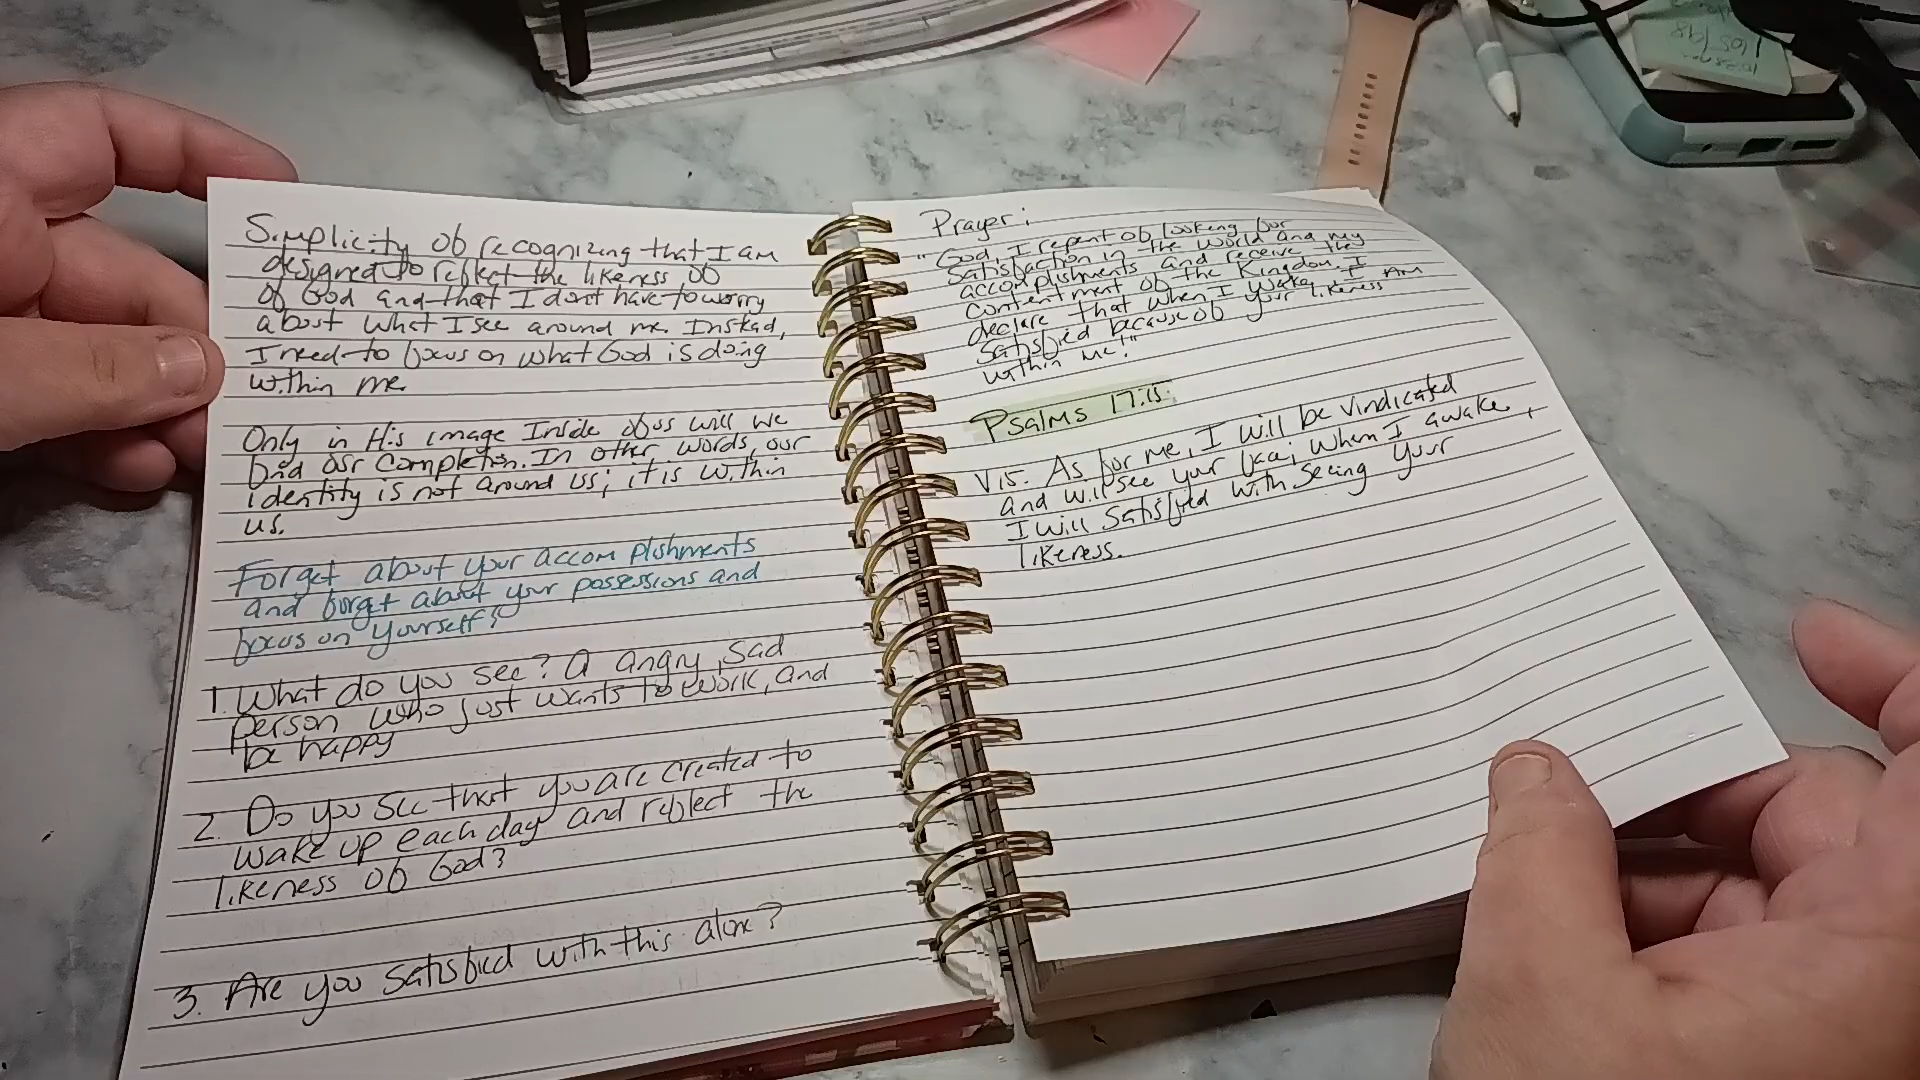 Simplicity of recognizing that I am
designed to reflect the likeness of
of God and that I dont have to worry
about what I see around me. Instead,
I need to focus on what God is doing
within me.
Only in His image Inside of us will we
find our Completion. In other words, our
identity is not around us; it is within
us.
Forget about your accomplishments
and forget about your possessions and
focus on yourself?
1. What do you see? A angry, sad
person who just wants to work, and
be happy
2. Do you see that you are created to
wake up each day and reflect the
likeness of God?
3. Are you satisfied with this alone?
Prayer:
"God, I repent of looking for
satisfaction in the world and my
accomplishments and receive the
contentment of the Kingdom. I
declare that when I wake, I AM
satisfied because of your likeness
within me!"
Psalms 17:15:
V15. As for me, I will be vindicated
and will see your face; when I awake,
I will satisfied with seeing your
likeness.